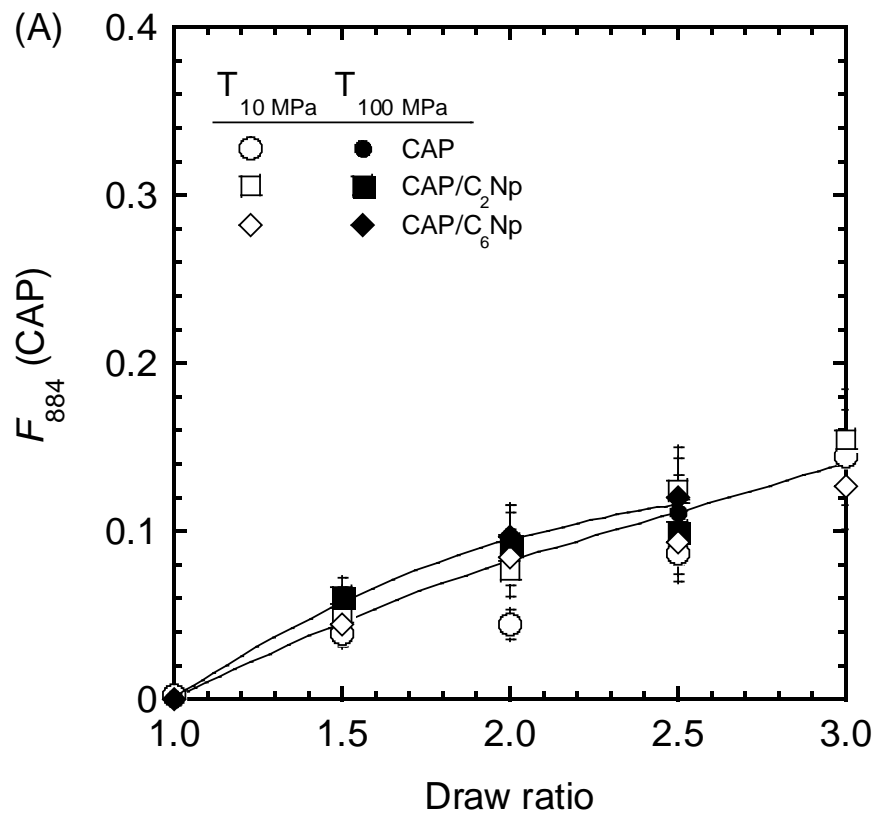 (A)
0.4
0.3
0.2
0.1
0
F884 (CAP)
T10 MPa T100 MPa
CAP
CAP/C2Np
CAP/C6Np
1.0 1.5 2.0 2.5 3.0
Draw ratio